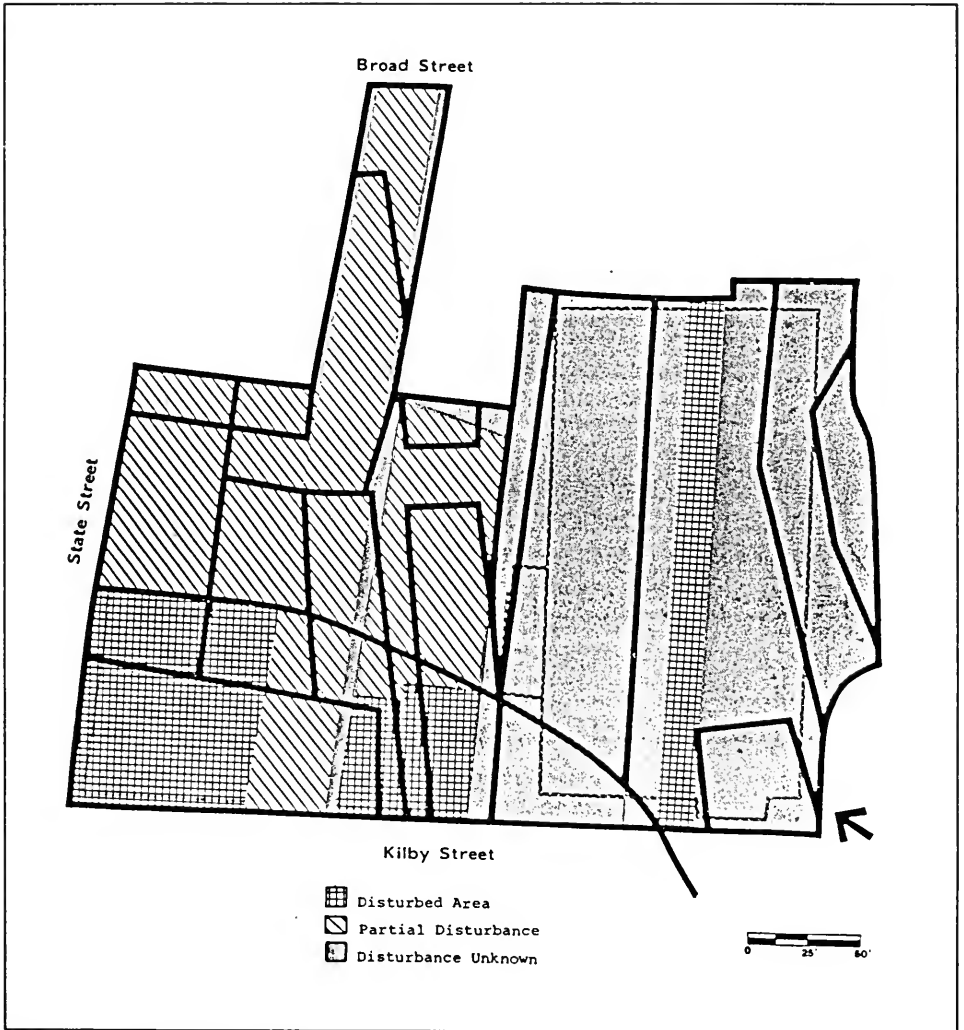 Broad Street
State Street
Kilby Street
Disturbed Area
Partial Disturbance
Disturbance Unknown
0 25' 50'